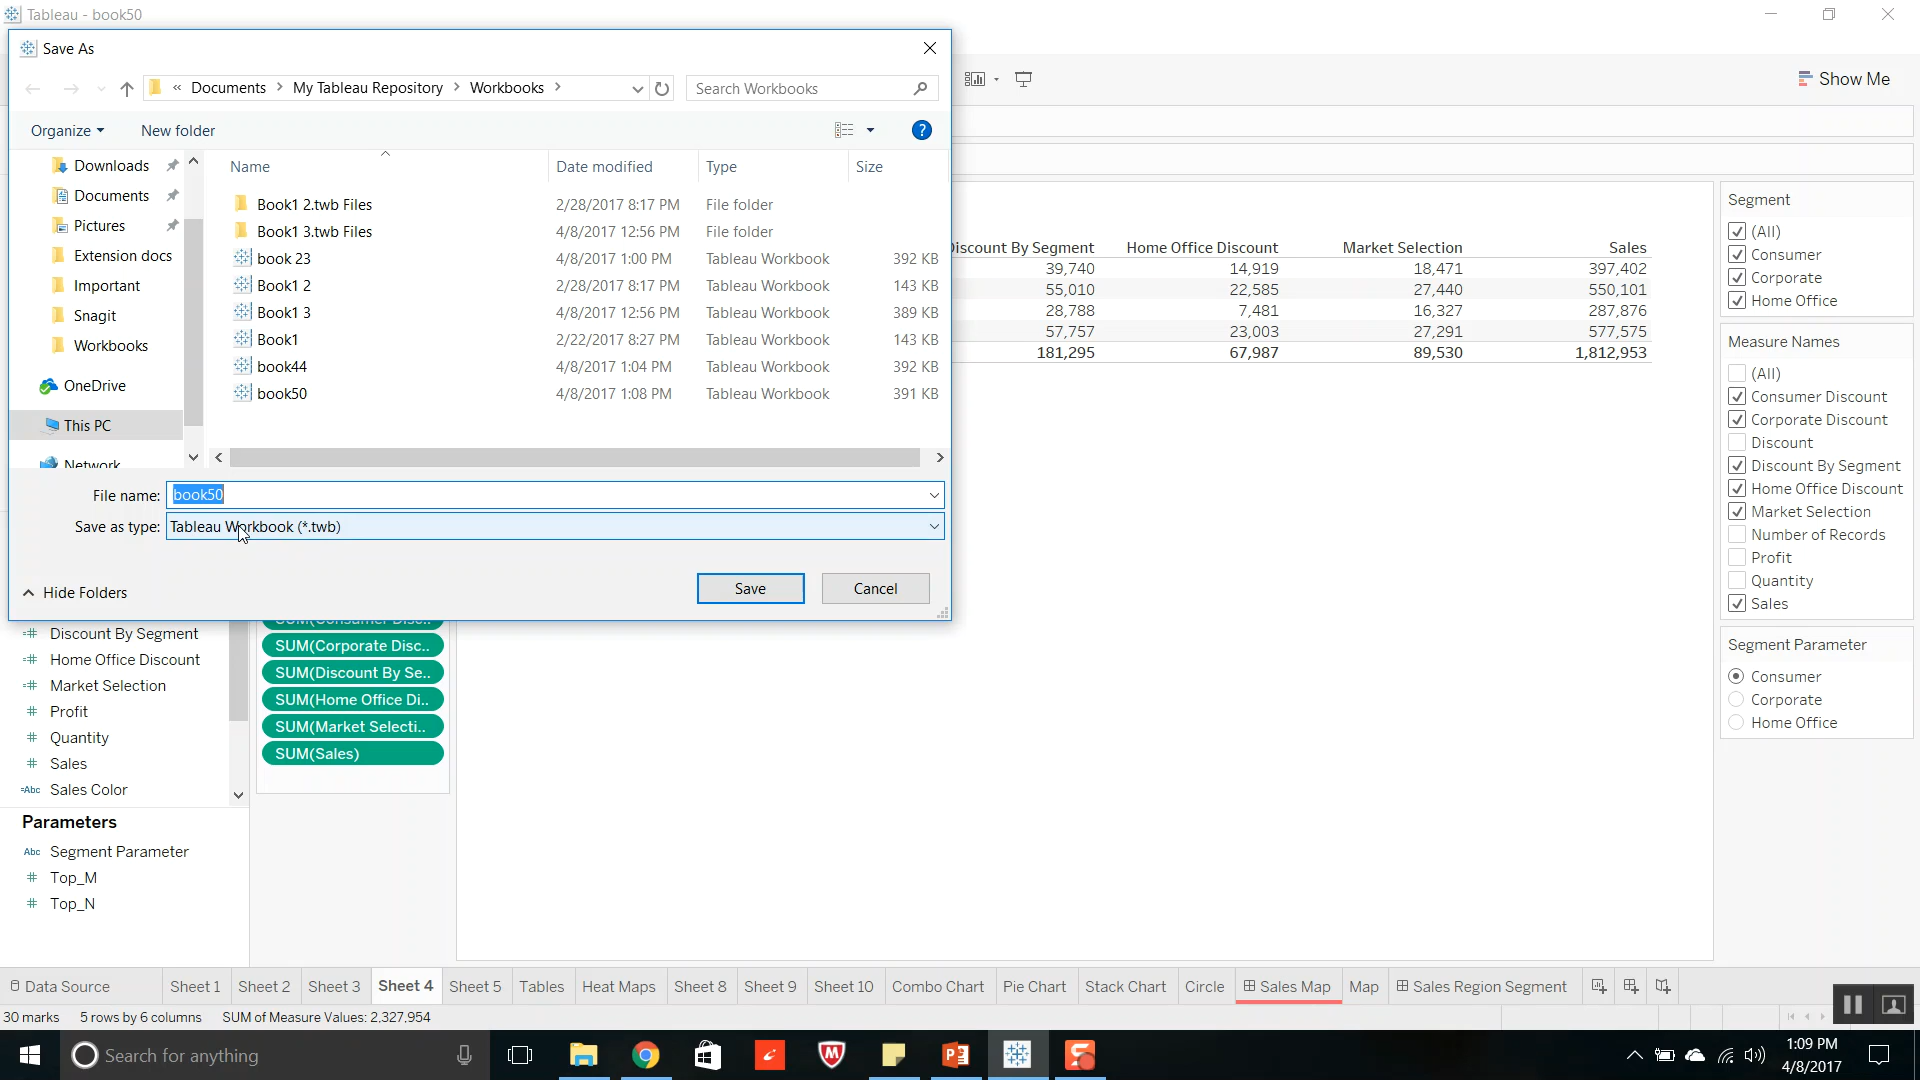 Tableau - book50
Save As
« Documents > My Tableau Repository > Workbooks >
Search Workbooks
Show Me
Organize
New folder
Name Date modified Type Size
Downloads
Documents
Pictures
Extension docs
Important
Snagit
Workbooks
OneDrive
This PC
Network
Book1 2.twb Files 2/28/2017 8:17 PM File folder
Book1 3.twb Files 4/8/2017 12:56 PM File folder
book 23 4/8/2017 1:00 PM Tableau Workbook 392 KB
Book1 2 2/28/2017 8:17 PM Tableau Workbook 143 KB
Book1 3 4/8/2017 12:56 PM Tableau Workbook 389 KB
Book1 2/22/2017 8:27 PM Tableau Workbook 143 KB
book44 4/8/2017 1:04 PM Tableau Workbook 392 KB
book50 4/8/2017 1:08 PM Tableau Workbook 391 KB
File name: book50
Save as type: Tableau Workbook (*.twb)
Hide Folders
Save
Cancel
Discount By Segment Home Office Discount Market Selection Sales
39,740 14,919 18,471 397,402
55,010 22,585 27,440 550,101
28,788 7,481 16,327 287,876
57,757 23,003 27,291 577,575
181,295 67,987 89,530 1,812,953
Segment
(All)
Consumer
Corporate
Home Office
Measure Names
(All)
Consumer Discount
Corporate Discount
Discount
Discount By Segment
Home Office Discount
Market Selection
Number of Records
Profit
Quantity
Sales
Segment Parameter
Consumer
Corporate
Home Office
Discount By Segment
Home Office Discount
Market Selection
Profit
Quantity
Sales
Abc Sales Color
Parameters
Abc Segment Parameter
Top_M
Top_N
SUM(Consumer Disc..
SUM(Corporate Disc..
SUM(Discount By Se..
SUM(Home Office Di..
SUM(Market Selecti..
SUM(Sales)
Data Source Sheet 1 Sheet 2 Sheet 3 Sheet 4 Sheet 5 Tables Heat Maps Sheet 8 Sheet 9 Sheet 10 Combo Chart Pie Chart Stack Chart Circle Sales Map Map Sales Region Segment
30 marks 5 rows by 6 columns SUM of Measure Values: 2,327,954
Search for anything
1:09 PM
4/8/2017